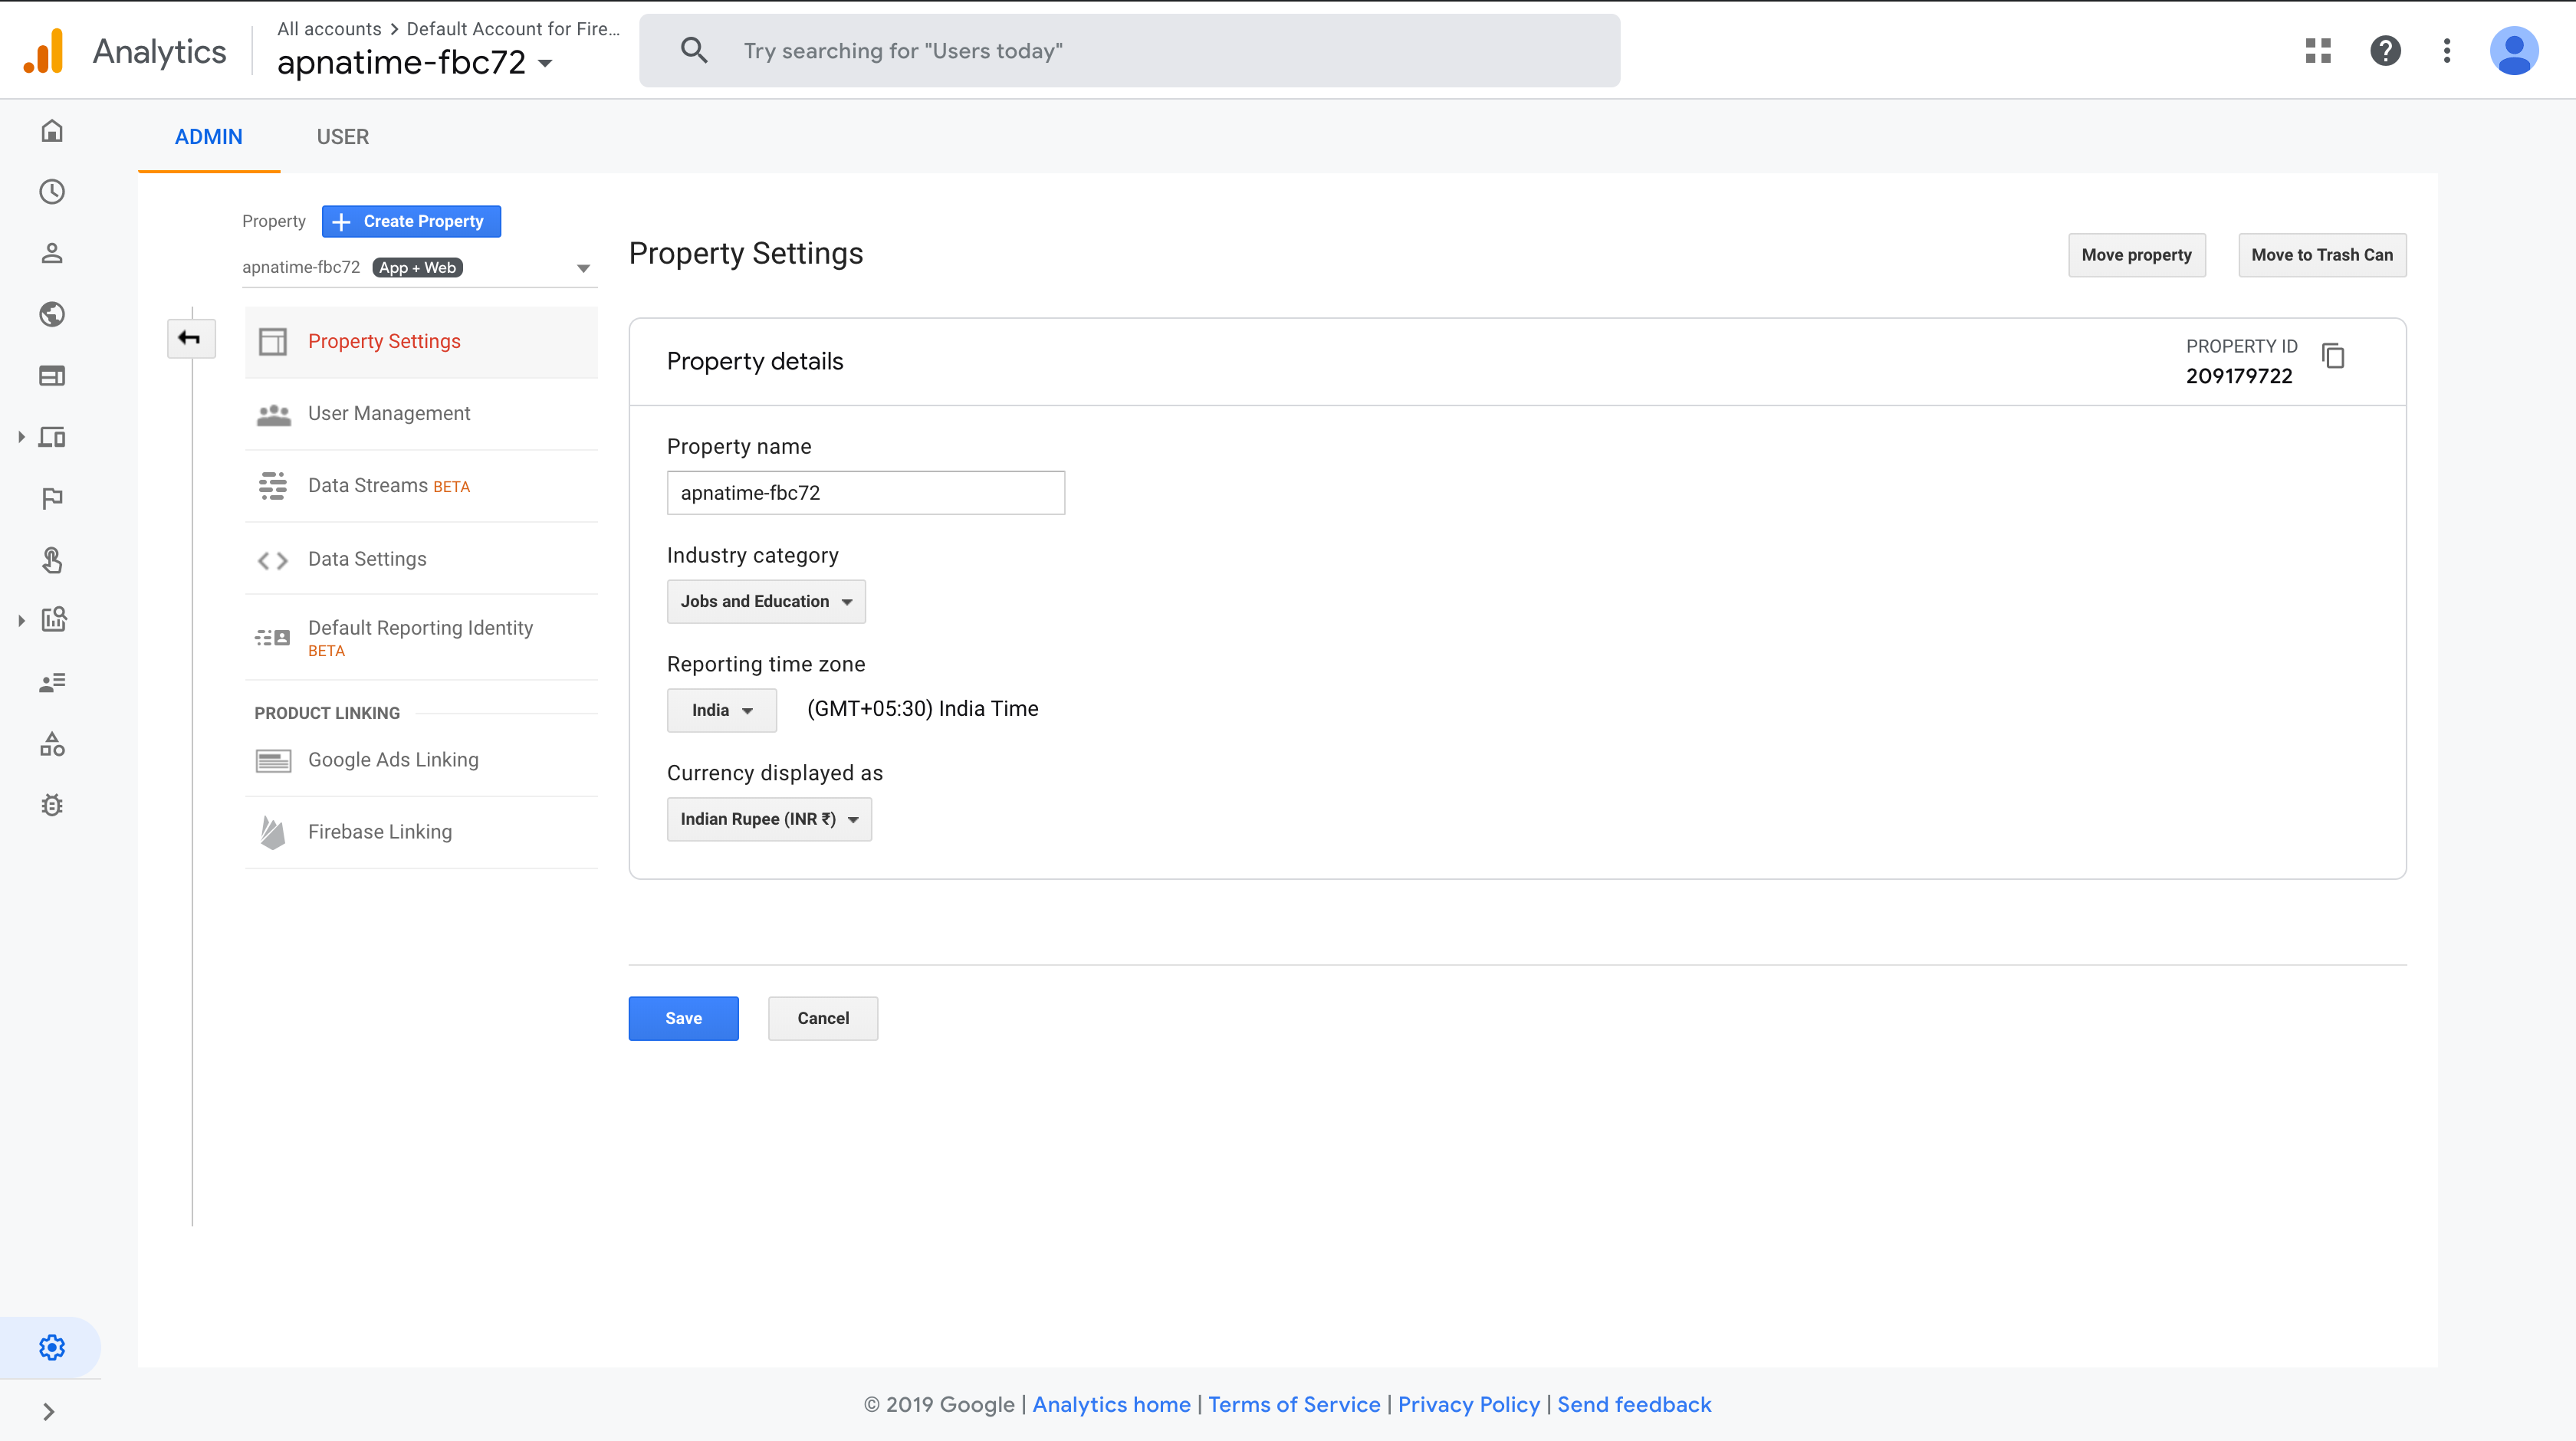 Analytics
All accounts > Default Account for Fire...
apnatime-fbc72
Try searching for "Users today"
ADMIN
USER
Property
Create Property
apnatime-fbc72 App + Web
Property Settings
User Management
Data Streams BETA
Data Settings
Default Reporting Identity
BETA
PRODUCT LINKING
Google Ads Linking
Firebase Linking
Property Settings
Move property
Move to Trash Can
Property details
PROPERTY ID
209179722
Property name
apnatime-fbc72
Industry category
Jobs and Education
Reporting time zone
India
(GMT+05:30) India Time
Currency displayed as
Indian Rupee (INR ₹)
Save
Cancel
© 2019 Google | Analytics home | Terms of Service | Privacy Policy | Send feedback